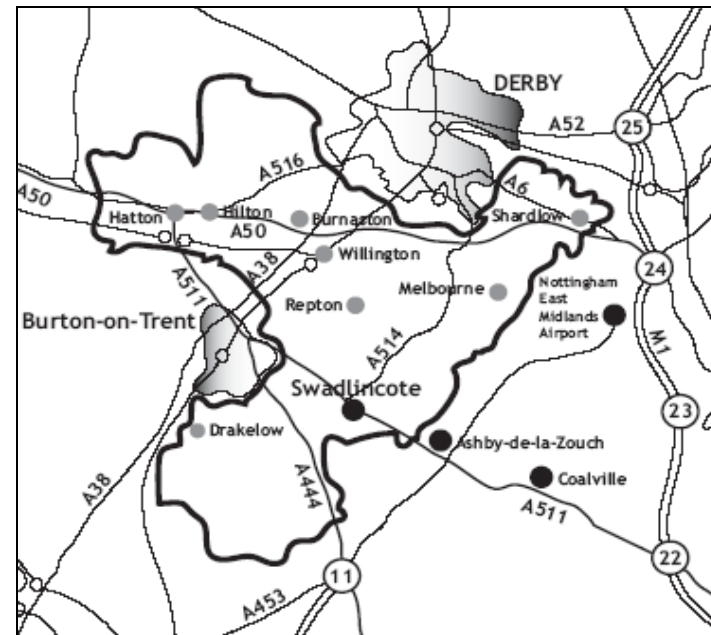 DERBY
A52
25
A516
A50
A6
Hatton
Hilton
Burnaston
Shardlow
A50
Willington
A38
24
A511
Nottingham
East
Midlands
Airport
Melbourne
Repton
Burton-on-Trent
A514
M1
Swadlincote
23
Drakelow
Ashby-de-la-Zouch
A444
Coalville
A38
A511
22
11
A453